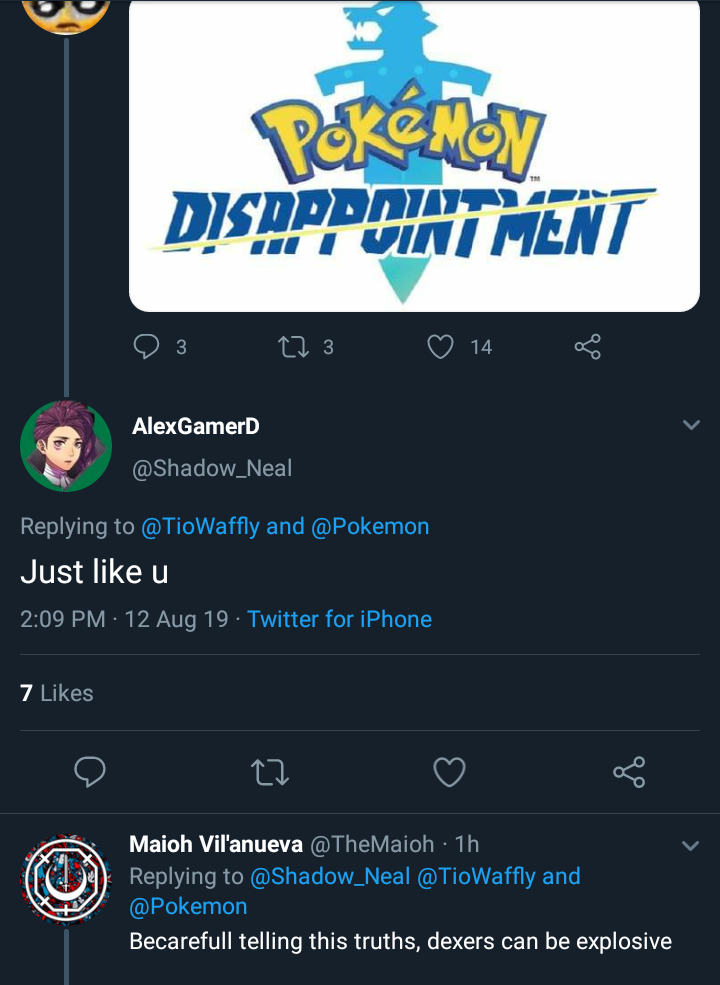 POKéMON
TM
DISAPPOINTMENT
3 3 14
AlexGamerD
@Shadow_Neal
Replying to @TioWaffly and @Pokemon
Just like u
2:09 PM · 12 Aug 19 · Twitter for iPhone
7 Likes
Maioh Vil'anueva @TheMaioh · 1h
Replying to @Shadow_Neal @TioWaffly and
@Pokemon
Becarefull telling this truths, dexers can be explosive